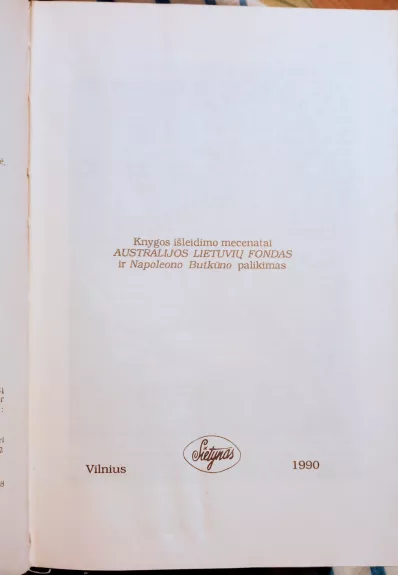 Knygos išleidimo mecenatai
AUSTRALIJOS LIETUVIŲ FONDAS
ir Napoleono Butkūno palikimas
Sietynas
Vilnius
1990